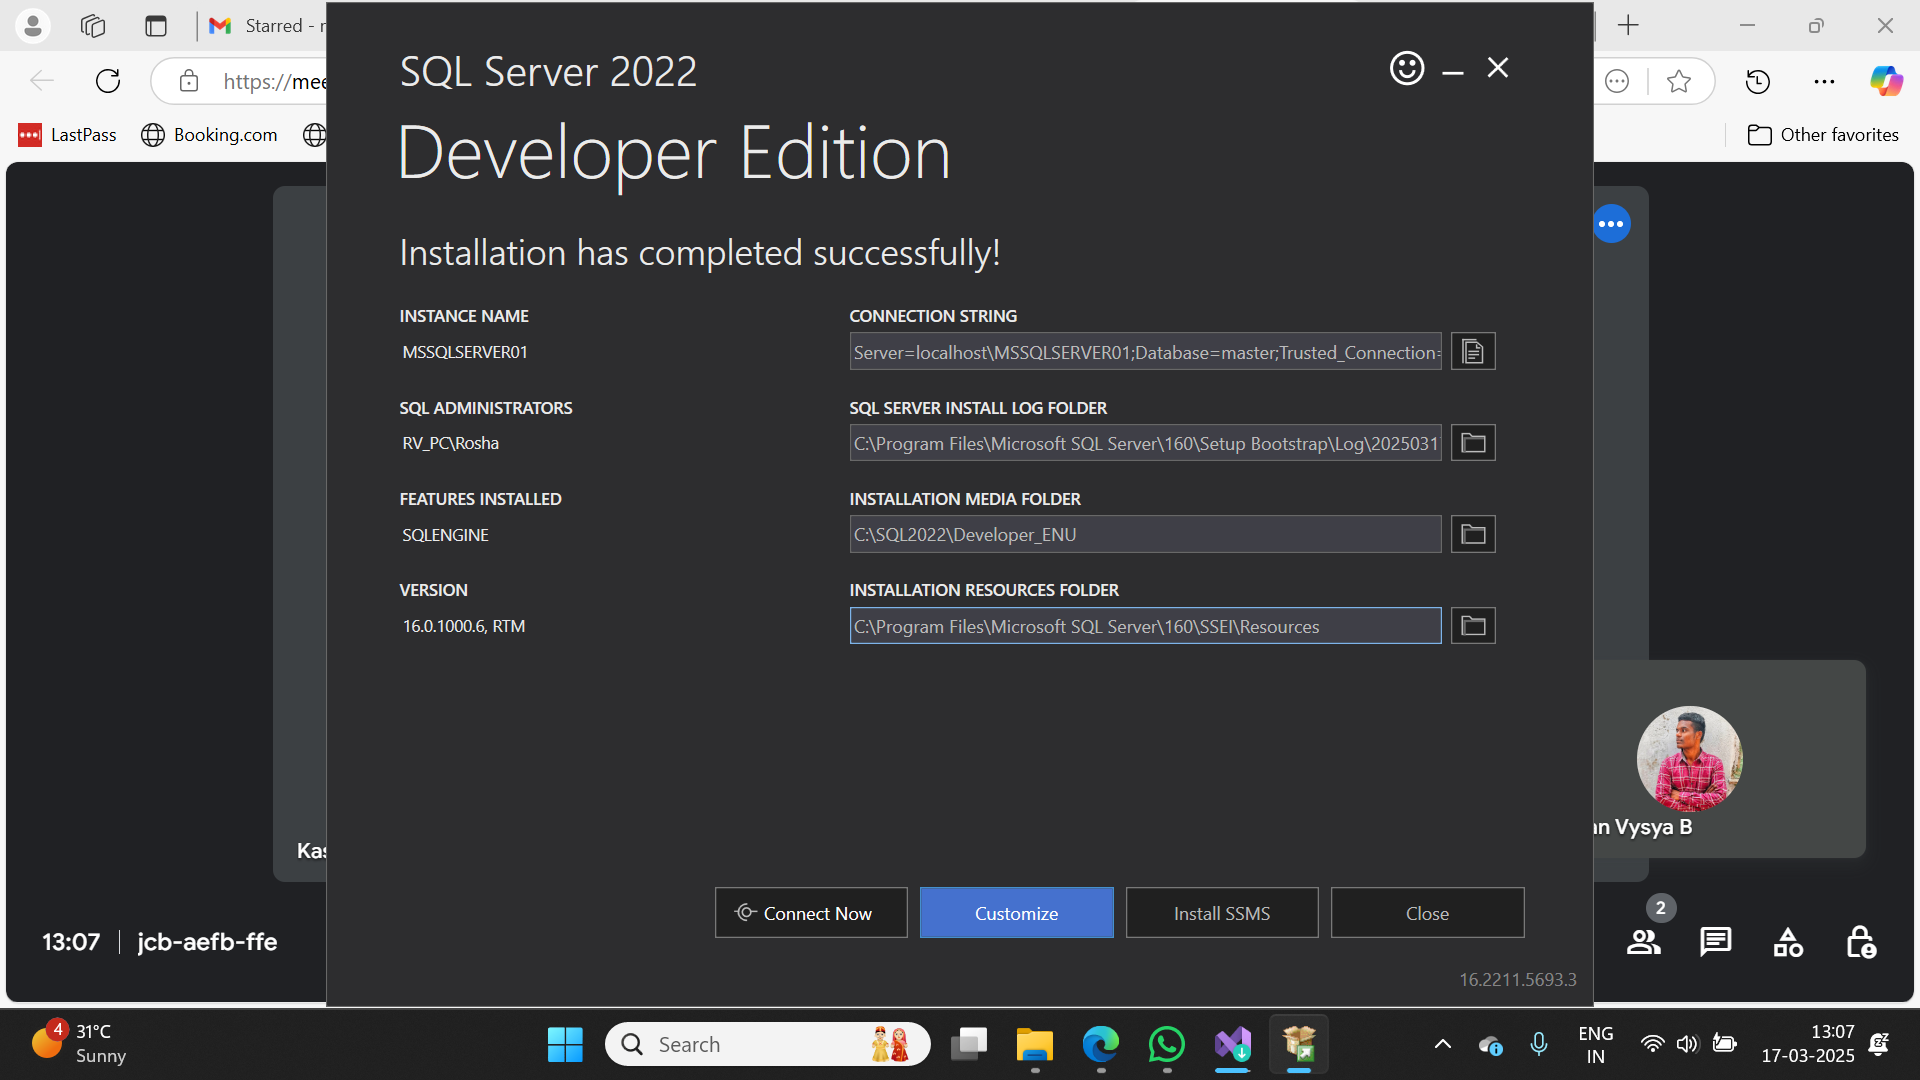 Starred - r
https://mee
LastPass
Booking.com
Other favorites
SQL Server 2022
Developer Edition
Installation has completed successfully!
INSTANCE NAME
MSSQLSERVER01
CONNECTION STRING
Server=localhost\MSSQLSERVER01;Database=master;Trusted_Connection=
SQL ADMINISTRATORS
RV_PC\Rosha
SQL SERVER INSTALL LOG FOLDER
C:\Program Files\Microsoft SQL Server\160\Setup Bootstrap\Log\2025031
FEATURES INSTALLED
SQLENGINE
INSTALLATION MEDIA FOLDER
C:\SQL2022\Developer_ENU
VERSION
16.0.1000.6, RTM
INSTALLATION RESOURCES FOLDER
C:\Program Files\Microsoft SQL Server\160\SSEI\Resources
Kas
an Vysya B
Connect Now
Customize
Install SSMS
Close
2
13:07
jcb-aefb-ffe
16.2211.5693.3
4
31°C
Sunny
Search
ENG
IN
13:07
17-03-2025